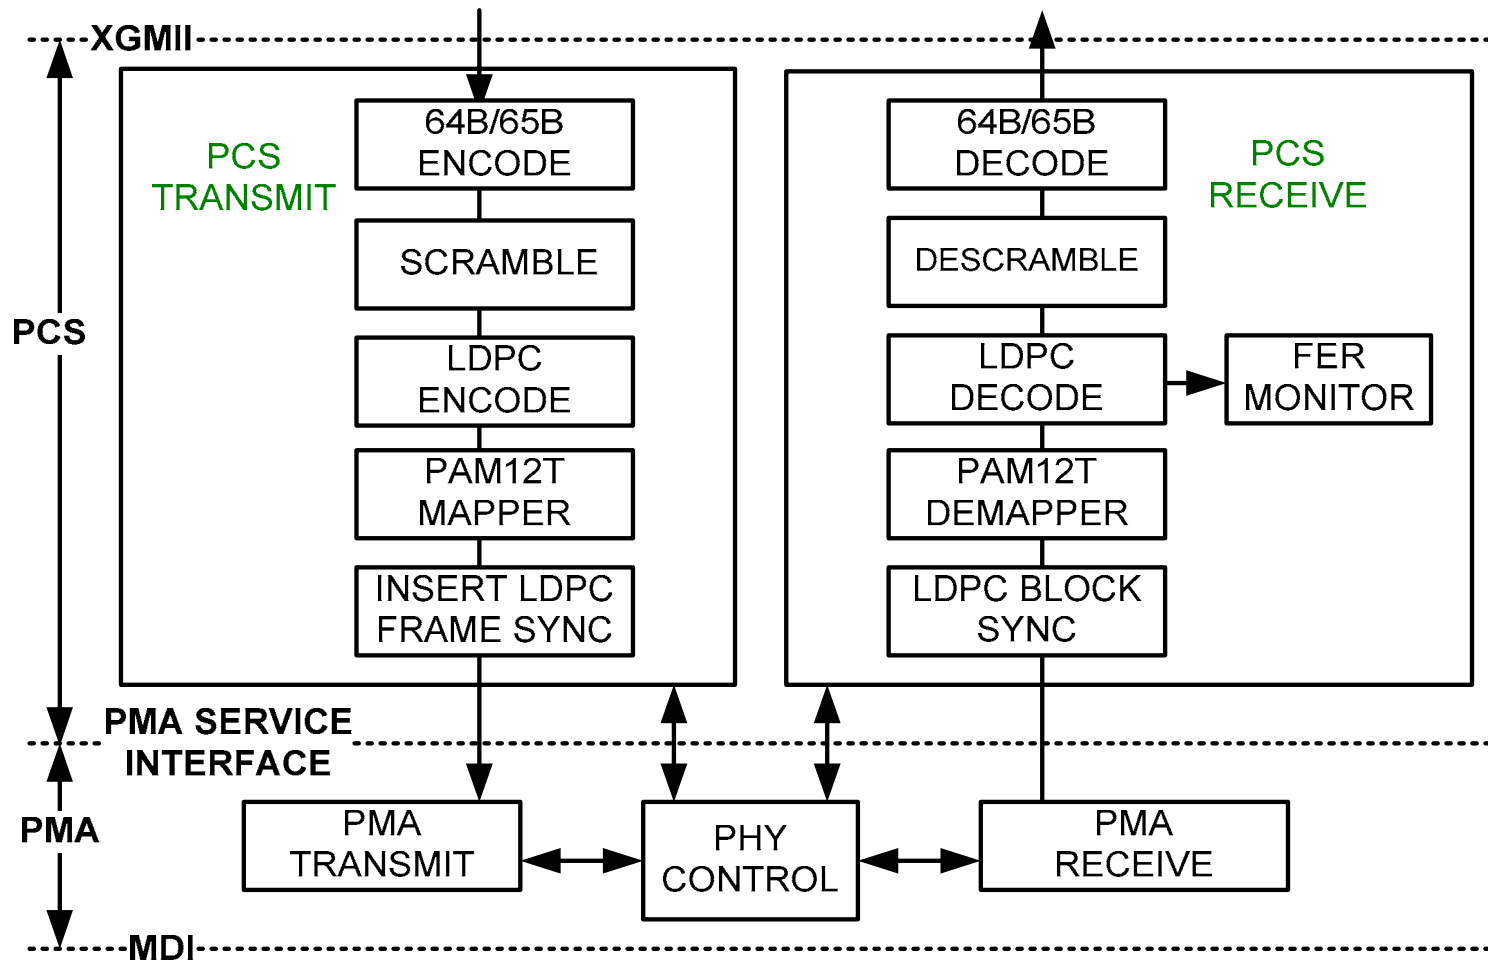 XGMII
64B/65B
ENCODE
PCS
TRANSMIT
SCRAMBLE
LDPC
ENCODE
PAM12T
MAPPER
INSERT LDPC
FRAME SYNC
64B/65B
DECODE
PCS
RECEIVE
DESCRAMBLE
LDPC
DECODE
FER
MONITOR
PAM12T
DEMAPPER
LDPC BLOCK
SYNC
PCS
PMA SERVICE
INTERFACE
PMA
PMA
TRANSMIT
PHY
CONTROL
PMA
RECEIVE
MDI